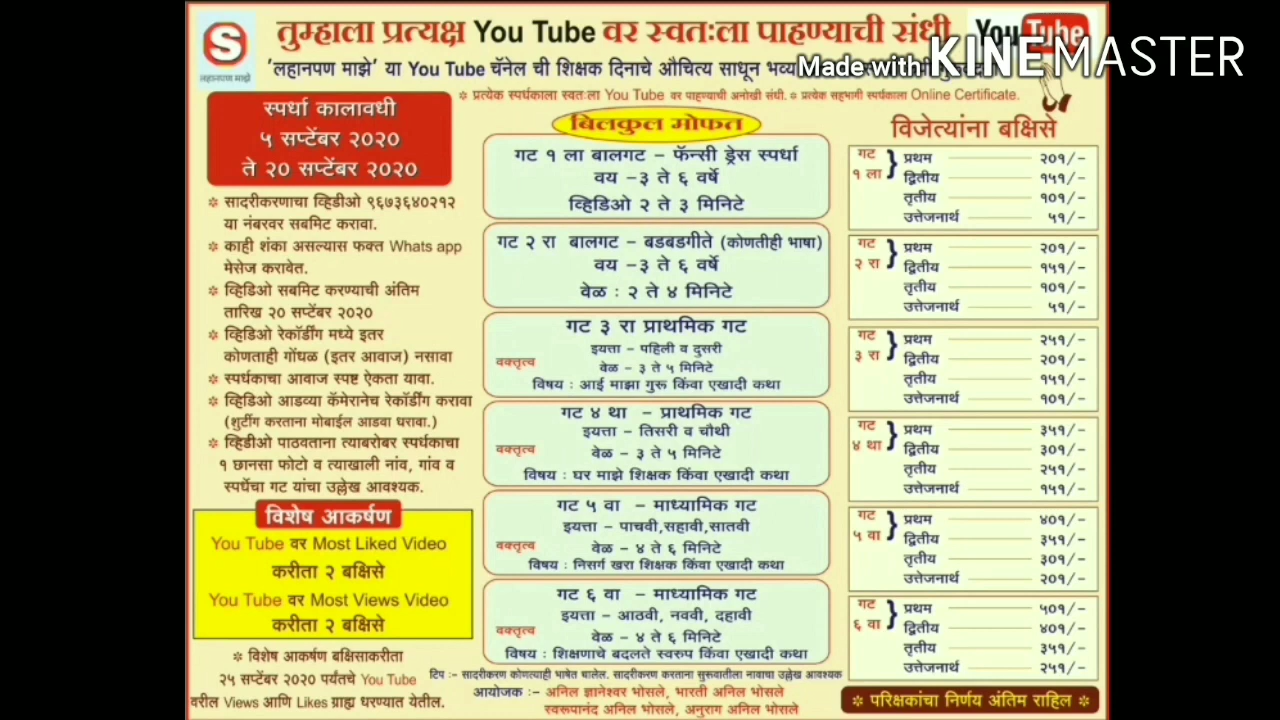 तुम्हाला प्रत्यक्ष You Tube वर स्वतःला पाहण्याची संधी
You Tube
लहानपण माझे
Made with KINEMASTER
'लहानपण माझे' या You Tube चॅनेल ची शिक्षक दिनाचे औचित्य साधून भव्य
❉ प्रत्येक स्पर्धकाला स्वतःला You Tube वर पाहण्याची अनोखी संधी. ❉ प्रत्येक सहभागी स्पर्धकाला Online Certificate.
स्पर्धा कालावधी
५ सप्टेंबर २०२०
ते २० सप्टेंबर २०२०
❉ सादरीकरणाचा व्हिडीओ ९६७३६४०२१२
या नंबरवर सबमिट करावा.
❉ काही शंका असल्यास फक्त Whats app
मेसेज करावेत.
❉ व्हिडिओ सबमिट करण्याची अंतिम
तारिख २० सप्टेंबर २०२०
❉ व्हिडिओ रेकॉर्डींग मध्ये इतर
कोणताही गोंधळ (इतर आवाज) नसावा
❉ स्पर्धकाचा आवाज स्पष्ट ऐकता यावा.
❉ व्हिडिओ आडव्या कॅमेरानेच रेकॉर्डींग करावा
(शुटींग करताना मोबाईल आडवा धरावा.)
❉ व्हिडीओ पाठवताना त्याबरोबर स्पर्धकाचा
१ छानसा फोटो व त्याखाली नांव, गांव व
स्पर्धेचा गट यांचा उल्लेख आवश्यक.
विशेष आकर्षण
You Tube वर Most Liked Video
करीता २ बक्षिसे
You Tube वर Most Views Video
करीता २ बक्षिसे
❉ विशेष आकर्षण बक्षिसाकरीता
२५ सप्टेंबर २०२० पर्यंतचे You Tube
वरील Views आणि Likes ग्राह्य धरण्यात येतील.
बिलकुल मोफत
गट १ ला बालगट – फॅन्सी ड्रेस स्पर्धा
वय –३ ते ६ वर्षे
व्हिडिओ २ ते ३ मिनिटे
गट २ रा बालगट – बडबडगीते (कोणतीही भाषा)
वय –३ ते ६ वर्षे
वेळ : २ ते ४ मिनिटे
गट ३ रा प्राथमिक गट
इयत्ता – पहिली व दुसरी
वक्तृत्व वेळ – ३ ते ५ मिनिटे
विषय : आई माझा गुरू किंवा एखादी कथा
गट ४ था – प्राथमिक गट
इयत्ता – तिसरी व चौथी
वक्तृत्व वेळ – ३ ते ५ मिनिटे
विषय : घर माझे शिक्षक किंवा एखादी कथा
गट ५ वा – माध्यामिक गट
इयत्ता – पाचवी,सहावी,सातवी
वक्तृत्व वेळ – ४ ते ६ मिनिटे
विषय : निसर्ग खरा शिक्षक किंवा एखादी कथा
गट ६ वा – माध्यामिक गट
इयत्ता – आठवी, नववी, दहावी
वक्तृत्व वेळ – ४ ते ६ मिनिटे
विषय : शिक्षणाचे बदलते स्वरुप किंवा एखादी कथा
टिप :– सादरीकरण कोणत्याही भाषेत चालेल. सादरीकरण करताना सुरूवातीला नावाचा उल्लेख आवश्यक
आयोजक :– अनिल ज्ञानेश्वर भोसले, भारती अनिल भोसले
स्वरूपानंद अनिल भोसले, अनुराग अनिल भोसले
विजेत्यांना बक्षिसे
गट १ ला
प्रथम २०१/-
द्वितीय १५१/-
तृतीय १०१/-
उत्तेजनार्थ ५१/-
गट २ रा
प्रथम २०१/-
द्वितीय १५१/-
तृतीय १०१/-
उत्तेजनार्थ ५१/-
गट ३ रा
प्रथम २५१/-
द्वितीय २०१/-
तृतीय १५१/-
उत्तेजनार्थ १०१/-
गट ४ था
प्रथम ३५१/-
द्वितीय ३०१/-
तृतीय २५१/-
उत्तेजनार्थ १५१/-
गट ५ वा
प्रथम ४०१/-
द्वितीय ३५१/-
तृतीय ३०१/-
उत्तेजनार्थ २०१/-
गट ६ वा
प्रथम ५०१/-
द्वितीय ४०१/-
तृतीय ३५१/-
उत्तेजनार्थ २५१/-
❉ परिक्षकांचा निर्णय अंतिम राहिल ❉